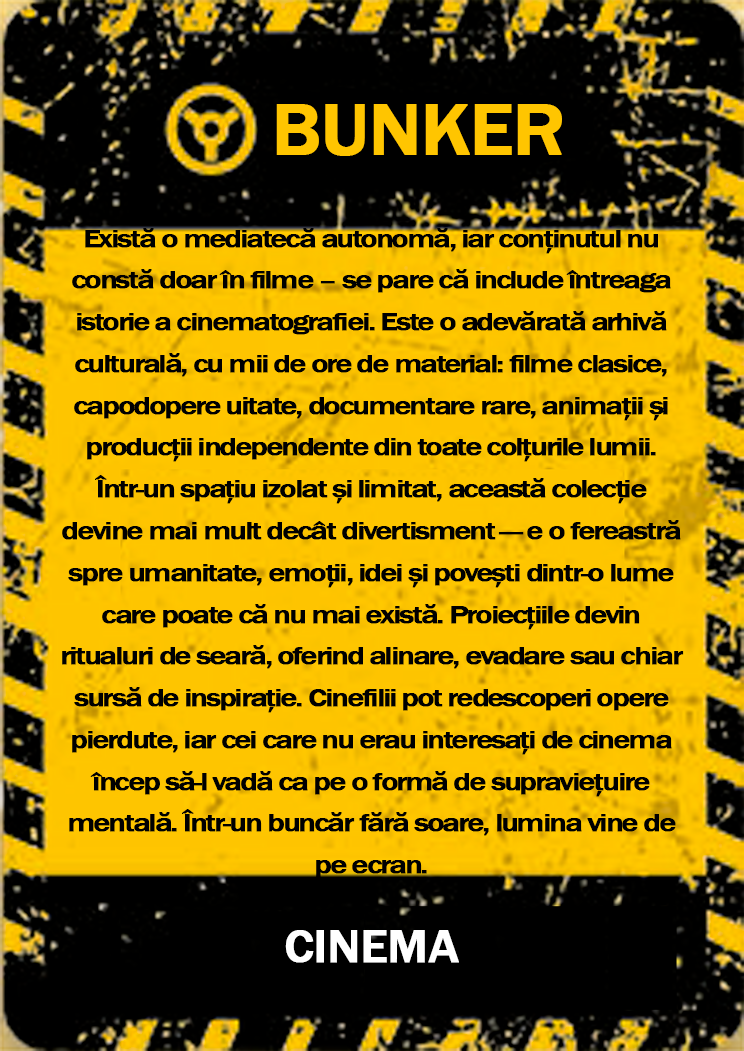 BUNKER
Există o mediatecă autonomă, iar conținutul nu
constă doar în filme – se pare că include întreaga
istorie a cinematografiei. Este o adevărată arhivă
culturală, cu mii de ore de material: filme clasice,
capodopere uitate, documentare rare, animații și
producții independente din toate colțurile lumii.
Într-un spațiu izolat și limitat, această colecție
devine mai mult decât divertisment — e o fereastră
spre umanitate, emoții, idei și povești dintr-o lume
care poate că nu mai există. Proiecțiile devin
ritualuri de seară, oferind alinare, evadare sau chiar
sursă de inspirație. Cinefilii pot redescoperi opere
pierdute, iar cei care nu erau interesați de cinema
încep să-l vadă ca pe o formă de supraviețuire
mentală. Într-un buncăr fără soare, lumina vine de
pe ecran.
CINEMA